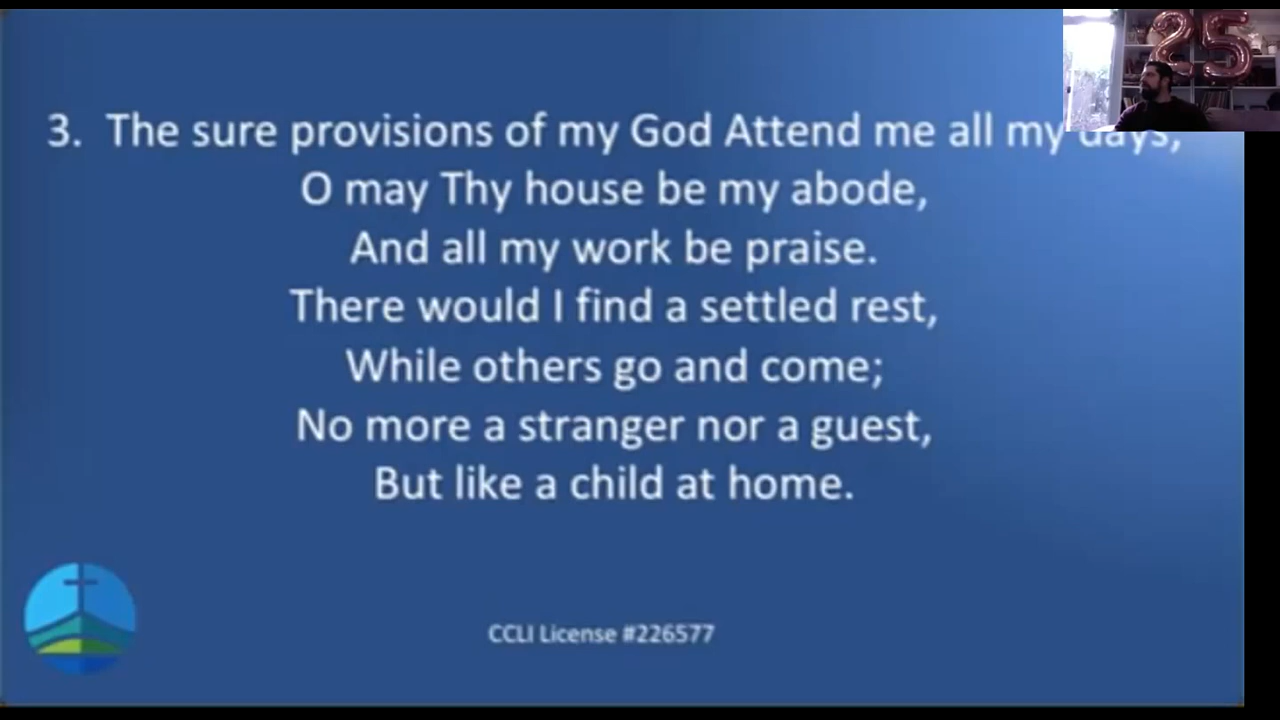 25
3. The sure provisions of my God Attend me all my days,
O may Thy house be my abode,
And all my work be praise.
There would I find a settled rest,
While others go and come;
No more a stranger nor a guest,
But like a child at home.
CCLI License #226577